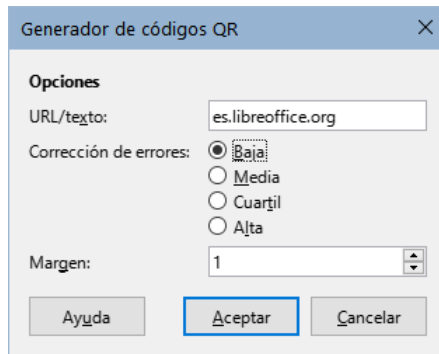 Generador de códigos QR
Opciones
URL/texto: es.libreoffice.org
Corrección de errores: Baja
Media
Cuartil
Alta
Margen: 1
Ayuda Aceptar Cancelar